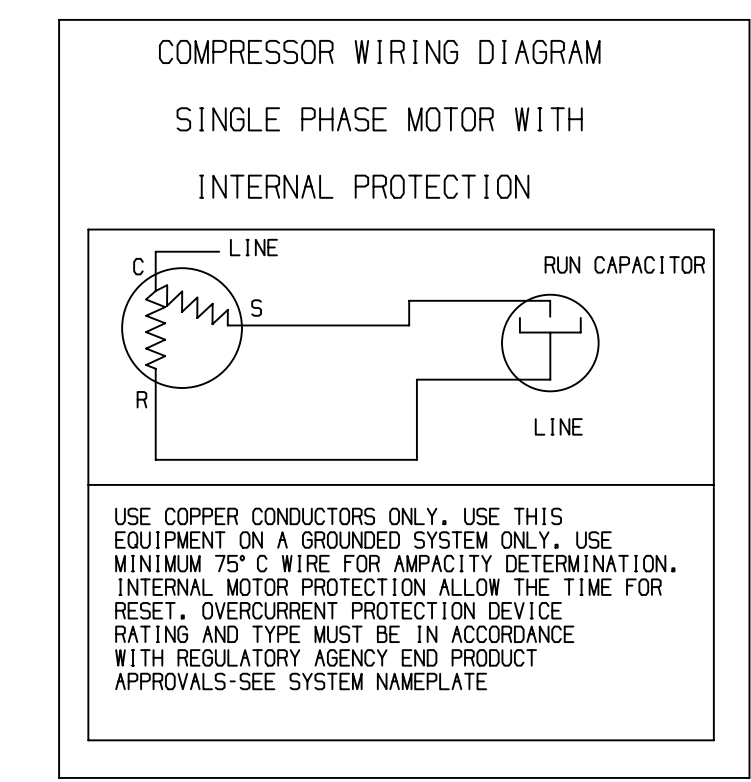 COMPRESSOR WIRING DIAGRAM
SINGLE PHASE MOTOR WITH
INTERNAL PROTECTION
LINE
C
RUN CAPACITOR
S
R
LINE
USE COPPER CONDUCTORS ONLY. USE THIS
EQUIPMENT ON A GROUNDED SYSTEM ONLY. USE
MINIMUM 75° C WIRE FOR AMPACITY DETERMINATION.
INTERNAL MOTOR PROTECTION ALLOW THE TIME FOR
RESET. OVERCURRENT PROTECTION DEVICE
RATING AND TYPE MUST BE IN ACCORDANCE
WITH REGULATORY AGENCY END PRODUCT
APPROVALS-SEE SYSTEM NAMEPLATE